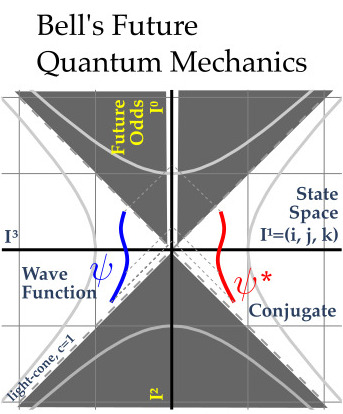 Bell's Future
Quantum Mechanics
Future
Odds
I⁰
State
Space
I¹=(i, j, k)
I³
Wave
Function
ψ
ψ*
Conjugate
light-cone, c=1
I²